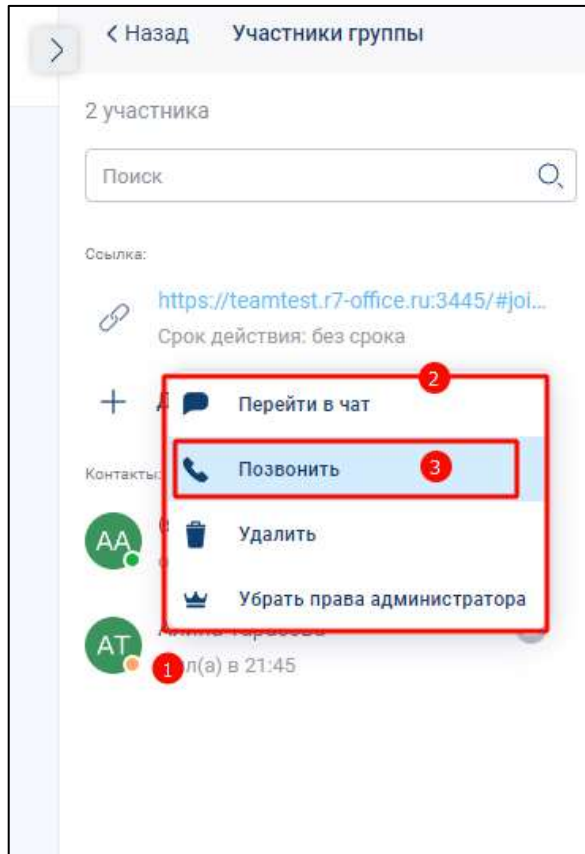 Назад Участники группы
2 участника
Поиск
Ссылка:
https://teamtest.r7-office.ru:3445/#joi...
Срок действия: без срока
2
Перейти в чат
Контакты:
Позвонить 3
АА
Удалить
Убрать права администратора
АТ
1 л(а) в 21:45